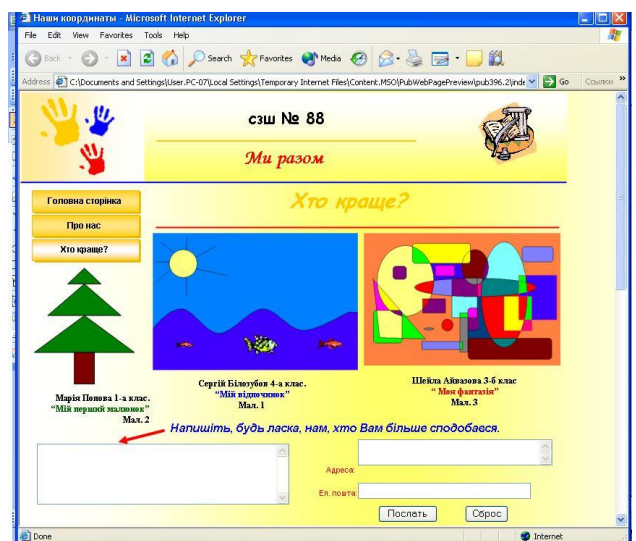 Наши координаты - Microsoft Internet Explorer
File Edit View Favorites Tools Help
Back Search Favorites Media
Address C:\Documents and Settings\User.PC-07\Local Settings\Temporary Internet Files\Content.MSO\PubWebPagePreview\pub396.2\inde Go Ссылки »
сзш № 88
Ми разом
Головна сторінка
Про нас
Хто краще?
Хто краще?
Марія Попова 1-а клас.
“Мій перший малюнок”
Мал. 2
Сергій Білозубов 4-а клас.
“Мій відпочинок”
Мал. 1
Шейла Айвазова 3-б клас
“ Моя фантазія”
Мал. 3
Напишіть, будь ласка, нам, хто Вам більше сподобався.
Адреса:
Ел. пошта:
Послать Сброс
Done Internet